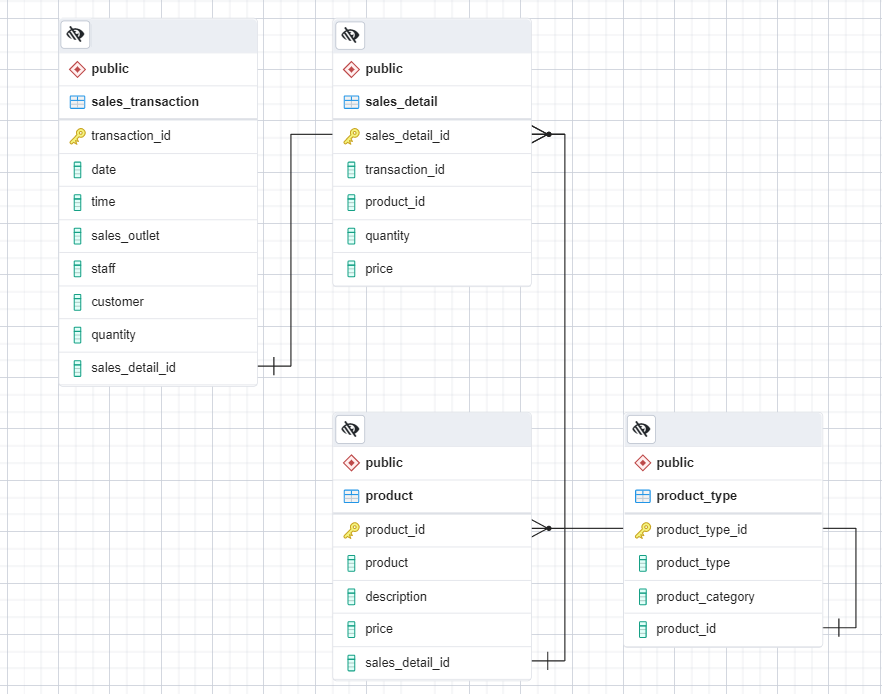 public
sales_transaction
transaction_id
date
time
sales_outlet
staff
customer
quantity
sales_detail_id
public
sales_detail
sales_detail_id
transaction_id
product_id
quantity
price
public
product
product_id
product
description
price
sales_detail_id
public
product_type
product_type_id
product_type
product_category
product_id